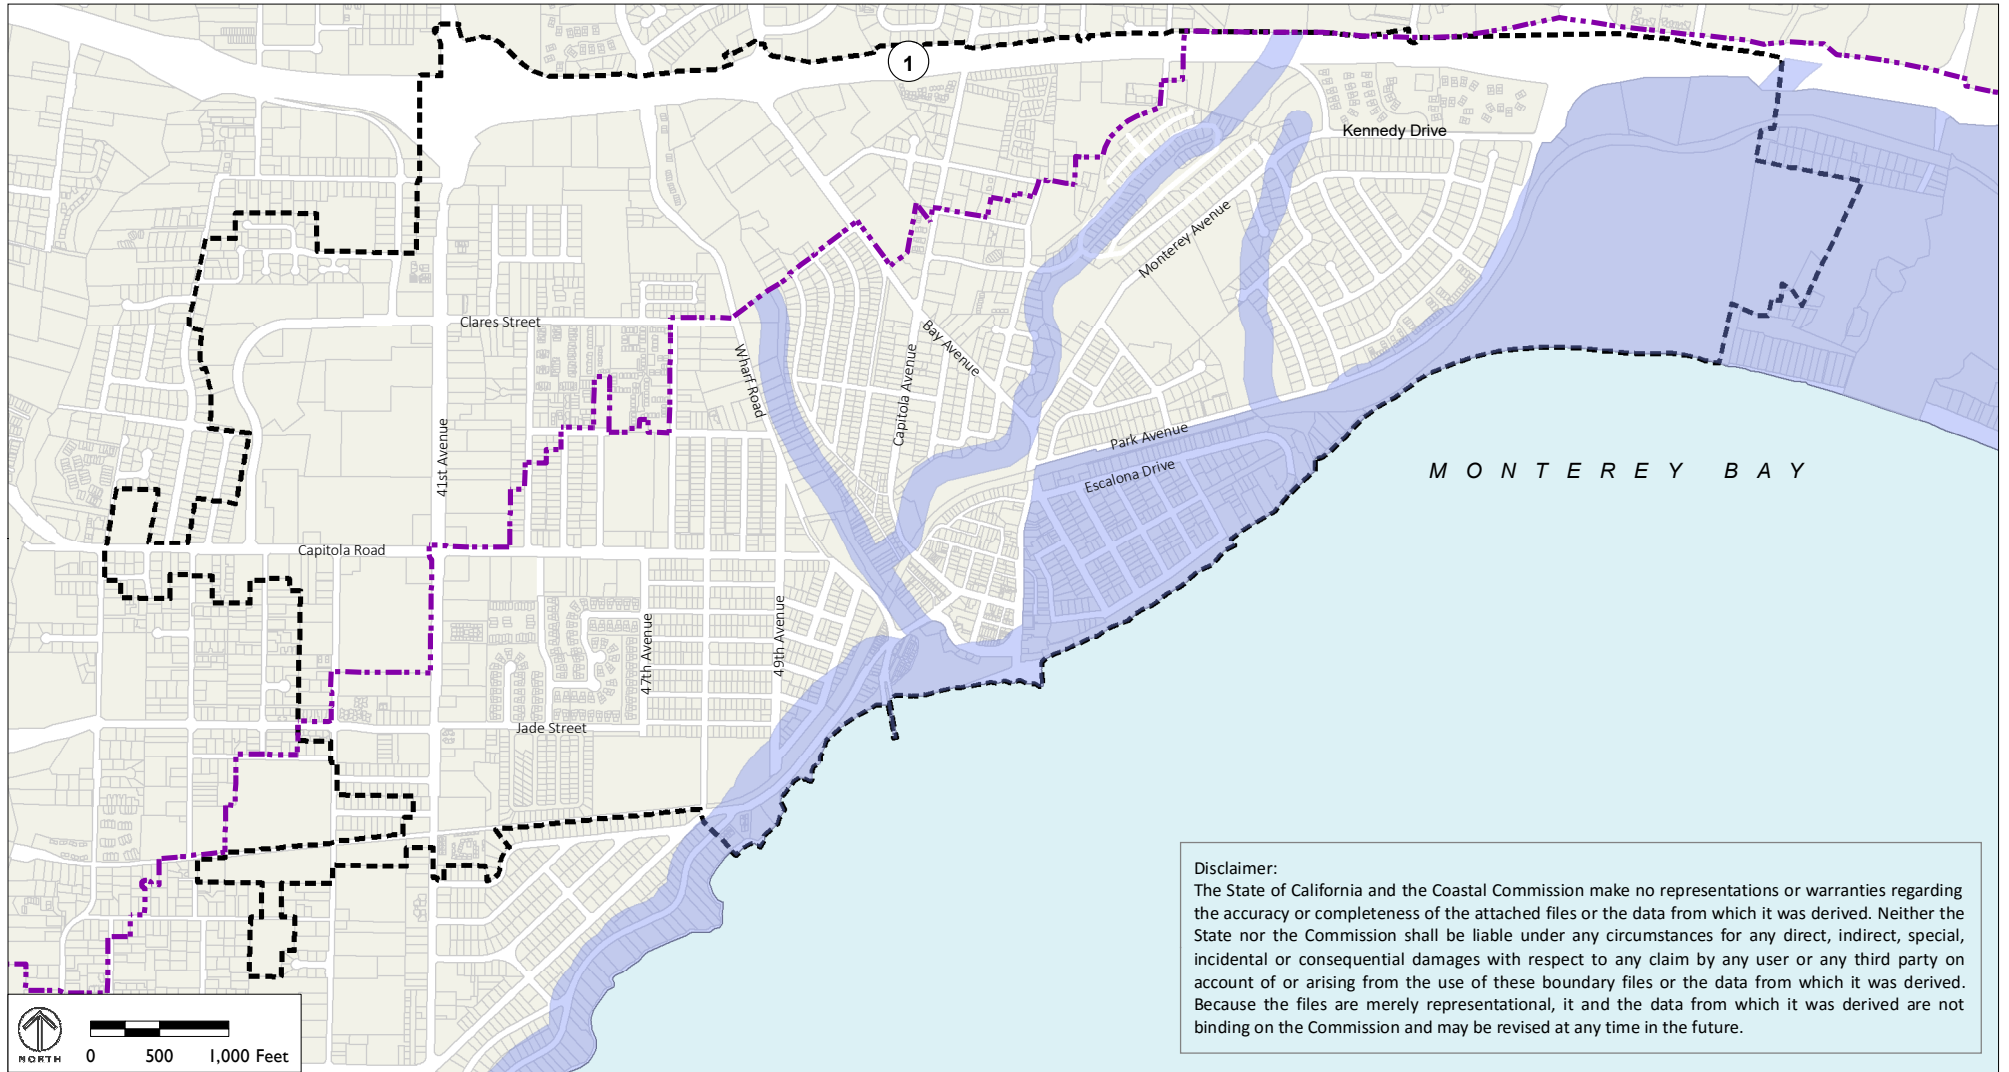 1
Kennedy Drive
Monterey Avenue
Clares Street
Wharf Road
Bay Avenue
Capitola Avenue
41st Avenue
Park Avenue
Escalona Drive
MONTEREY BAY
Capitola Road
47th Avenue
49th Avenue
Jade Street
Disclaimer:
The State of California and the Coastal Commission make no representations or warranties regarding
the accuracy or completeness of the attached files or the data from which it was derived. Neither the
State nor the Commission shall be liable under any circumstances for any direct, indirect, special,
incidental or consequential damages with respect to any claim by any user or any third party on
account of or arising from the use of these boundary files or the data from which it was derived.
Because the files are merely representational, it and the data from which it was derived are not
binding on the Commission and may be revised at any time in the future.
NORTH
0 500 1,000 Feet